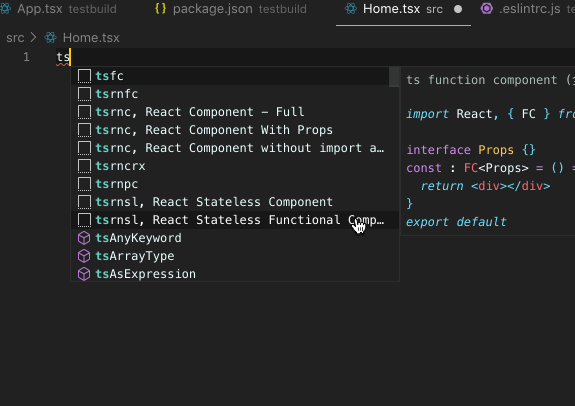 App.tsx testbuild {} package.json testbuild Home.tsx src .eslintrc.js
src > Home.tsx
1 ts
tsfc
tsrnfc
tsrnc, React Component – Full
tsrnc, React Component With Props
tsrnc, React Component without import a…
tsrncrx
tsrnpc
tsrnsl, React Stateless Component
tsrnsl, React Stateless Functional Comp…
tsAnyKeyword
tsArrayType
tsAsExpression
ts function component (
import React, { FC } fro
interface Props {}
const : FC<Props> = () =
return <div></div>
}
export default